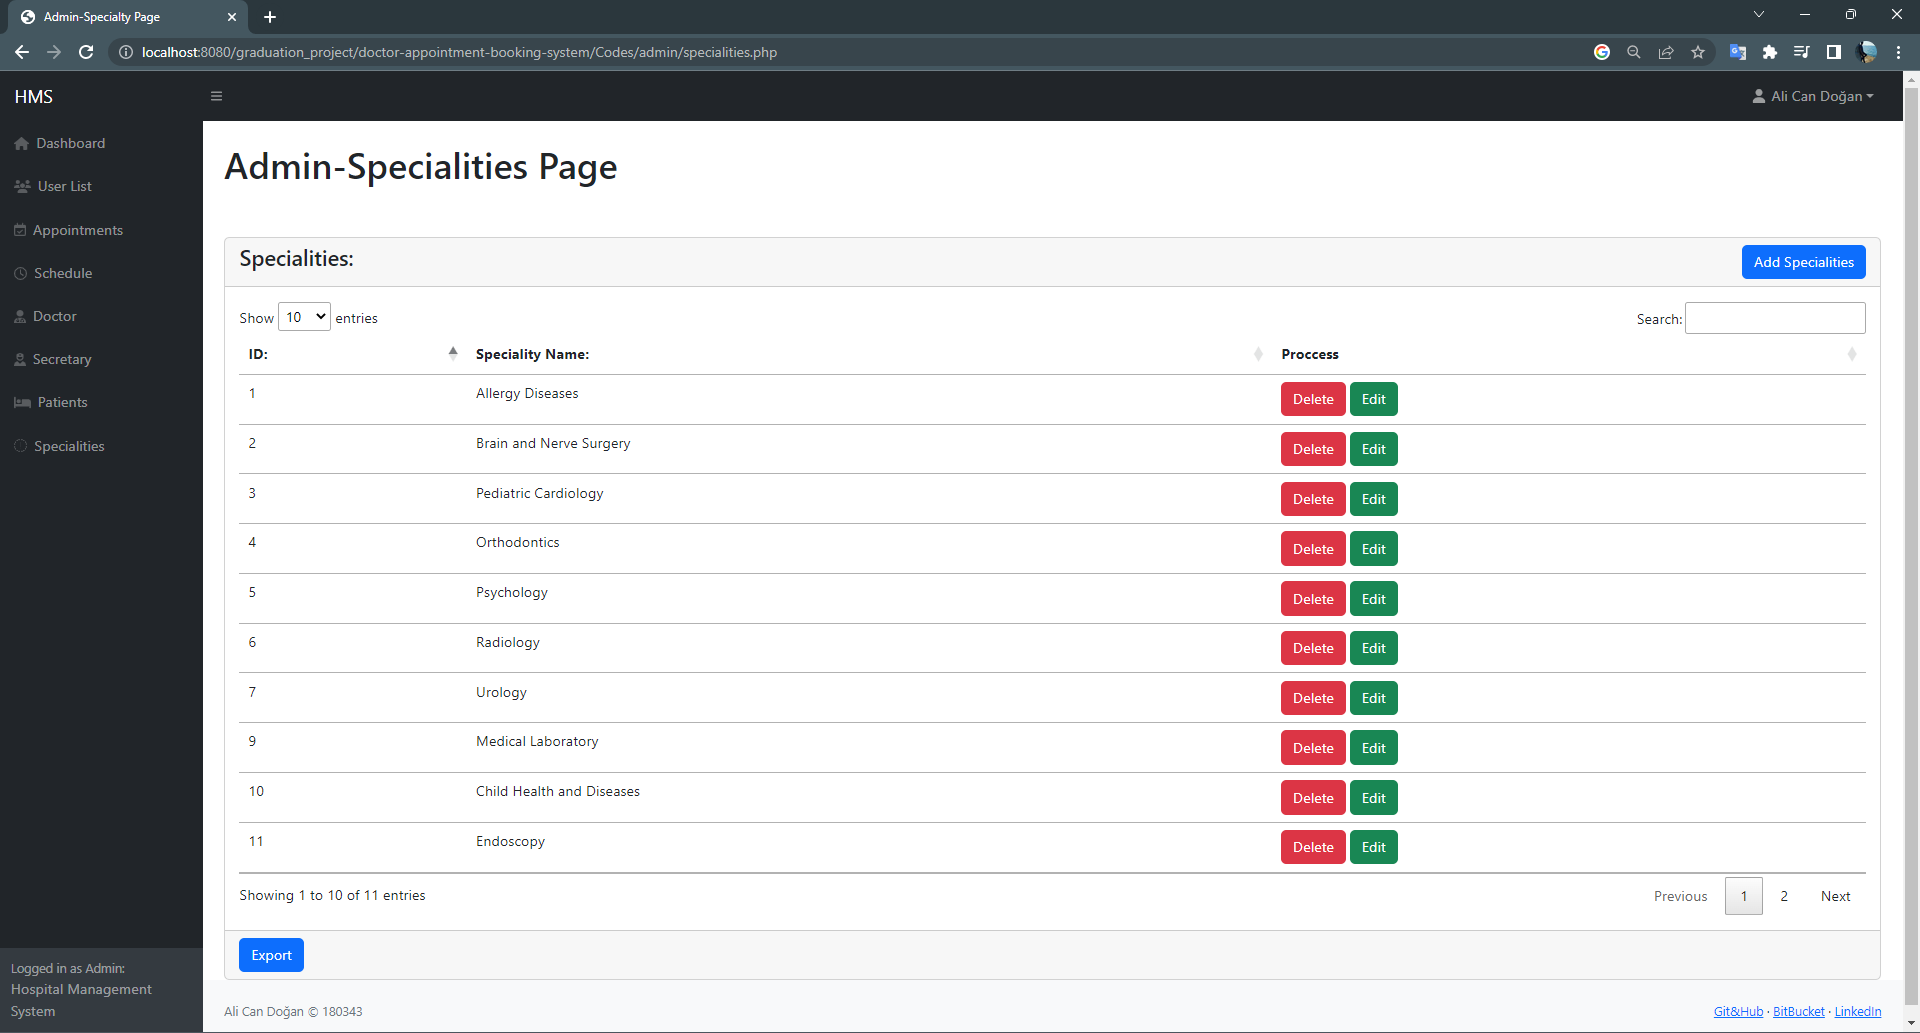 Admin-Specialty Page
localhost:8080/graduation_project/doctor-appointment-booking-system/Codes/admin/specialities.php
HMS
Ali Can Doğan
Dashboard
User List
Appointments
Schedule
Doctor
Secretary
Patients
Specialities
Admin-Specialities Page
Specialities:
Add Specialities
Show 10 entries
Search:
ID: Speciality Name: Proccess
1 Allergy Diseases Delete Edit
2 Brain and Nerve Surgery Delete Edit
3 Pediatric Cardiology Delete Edit
4 Orthodontics Delete Edit
5 Psychology Delete Edit
6 Radiology Delete Edit
7 Urology Delete Edit
9 Medical Laboratory Delete Edit
10 Child Health and Diseases Delete Edit
11 Endoscopy Delete Edit
Showing 1 to 10 of 11 entries
Previous 1 2 Next
Export
Logged in as Admin:
Hospital Management
System
Ali Can Doğan © 180343
Git&Hub · BitBucket · LinkedIn